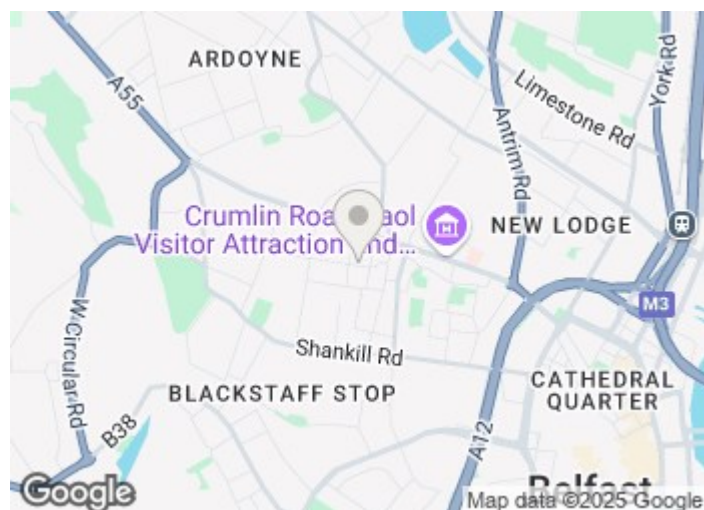 ARDOYNE
A55
Limestone Rd
York Rd
Antrim Rd
Crumlin Road Gaol
Visitor Attraction and...
NEW LODGE
M3
W Circular Rd
Shankill Rd
BLACKSTAFF STOP
CATHEDRAL
QUARTER
B38
A12
Belfast
Google
Map data ©2025 Google